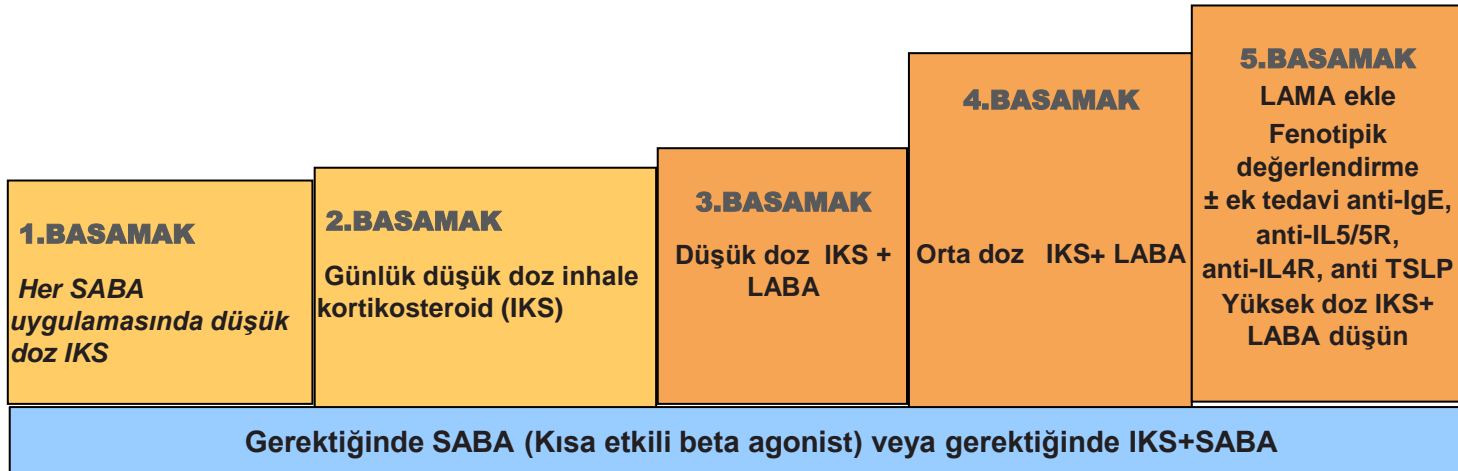 1.BASAMAK
Her SABA
uygulamasında düşük
doz IKS
2.BASAMAK
Günlük düşük doz inhale
kortikosteroid (IKS)
3.BASAMAK
Düşük doz IKS +
LABA
4.BASAMAK
Orta doz IKS+ LABA
5.BASAMAK
LAMA ekle
Fenotipik
değerlendirme
± ek tedavi anti-IgE,
anti-IL5/5R,
anti-IL4R, anti TSLP
Yüksek doz IKS+
LABA düşün
Gerektiğinde SABA (Kısa etkili beta agonist) veya gerektiğinde IKS+SABA